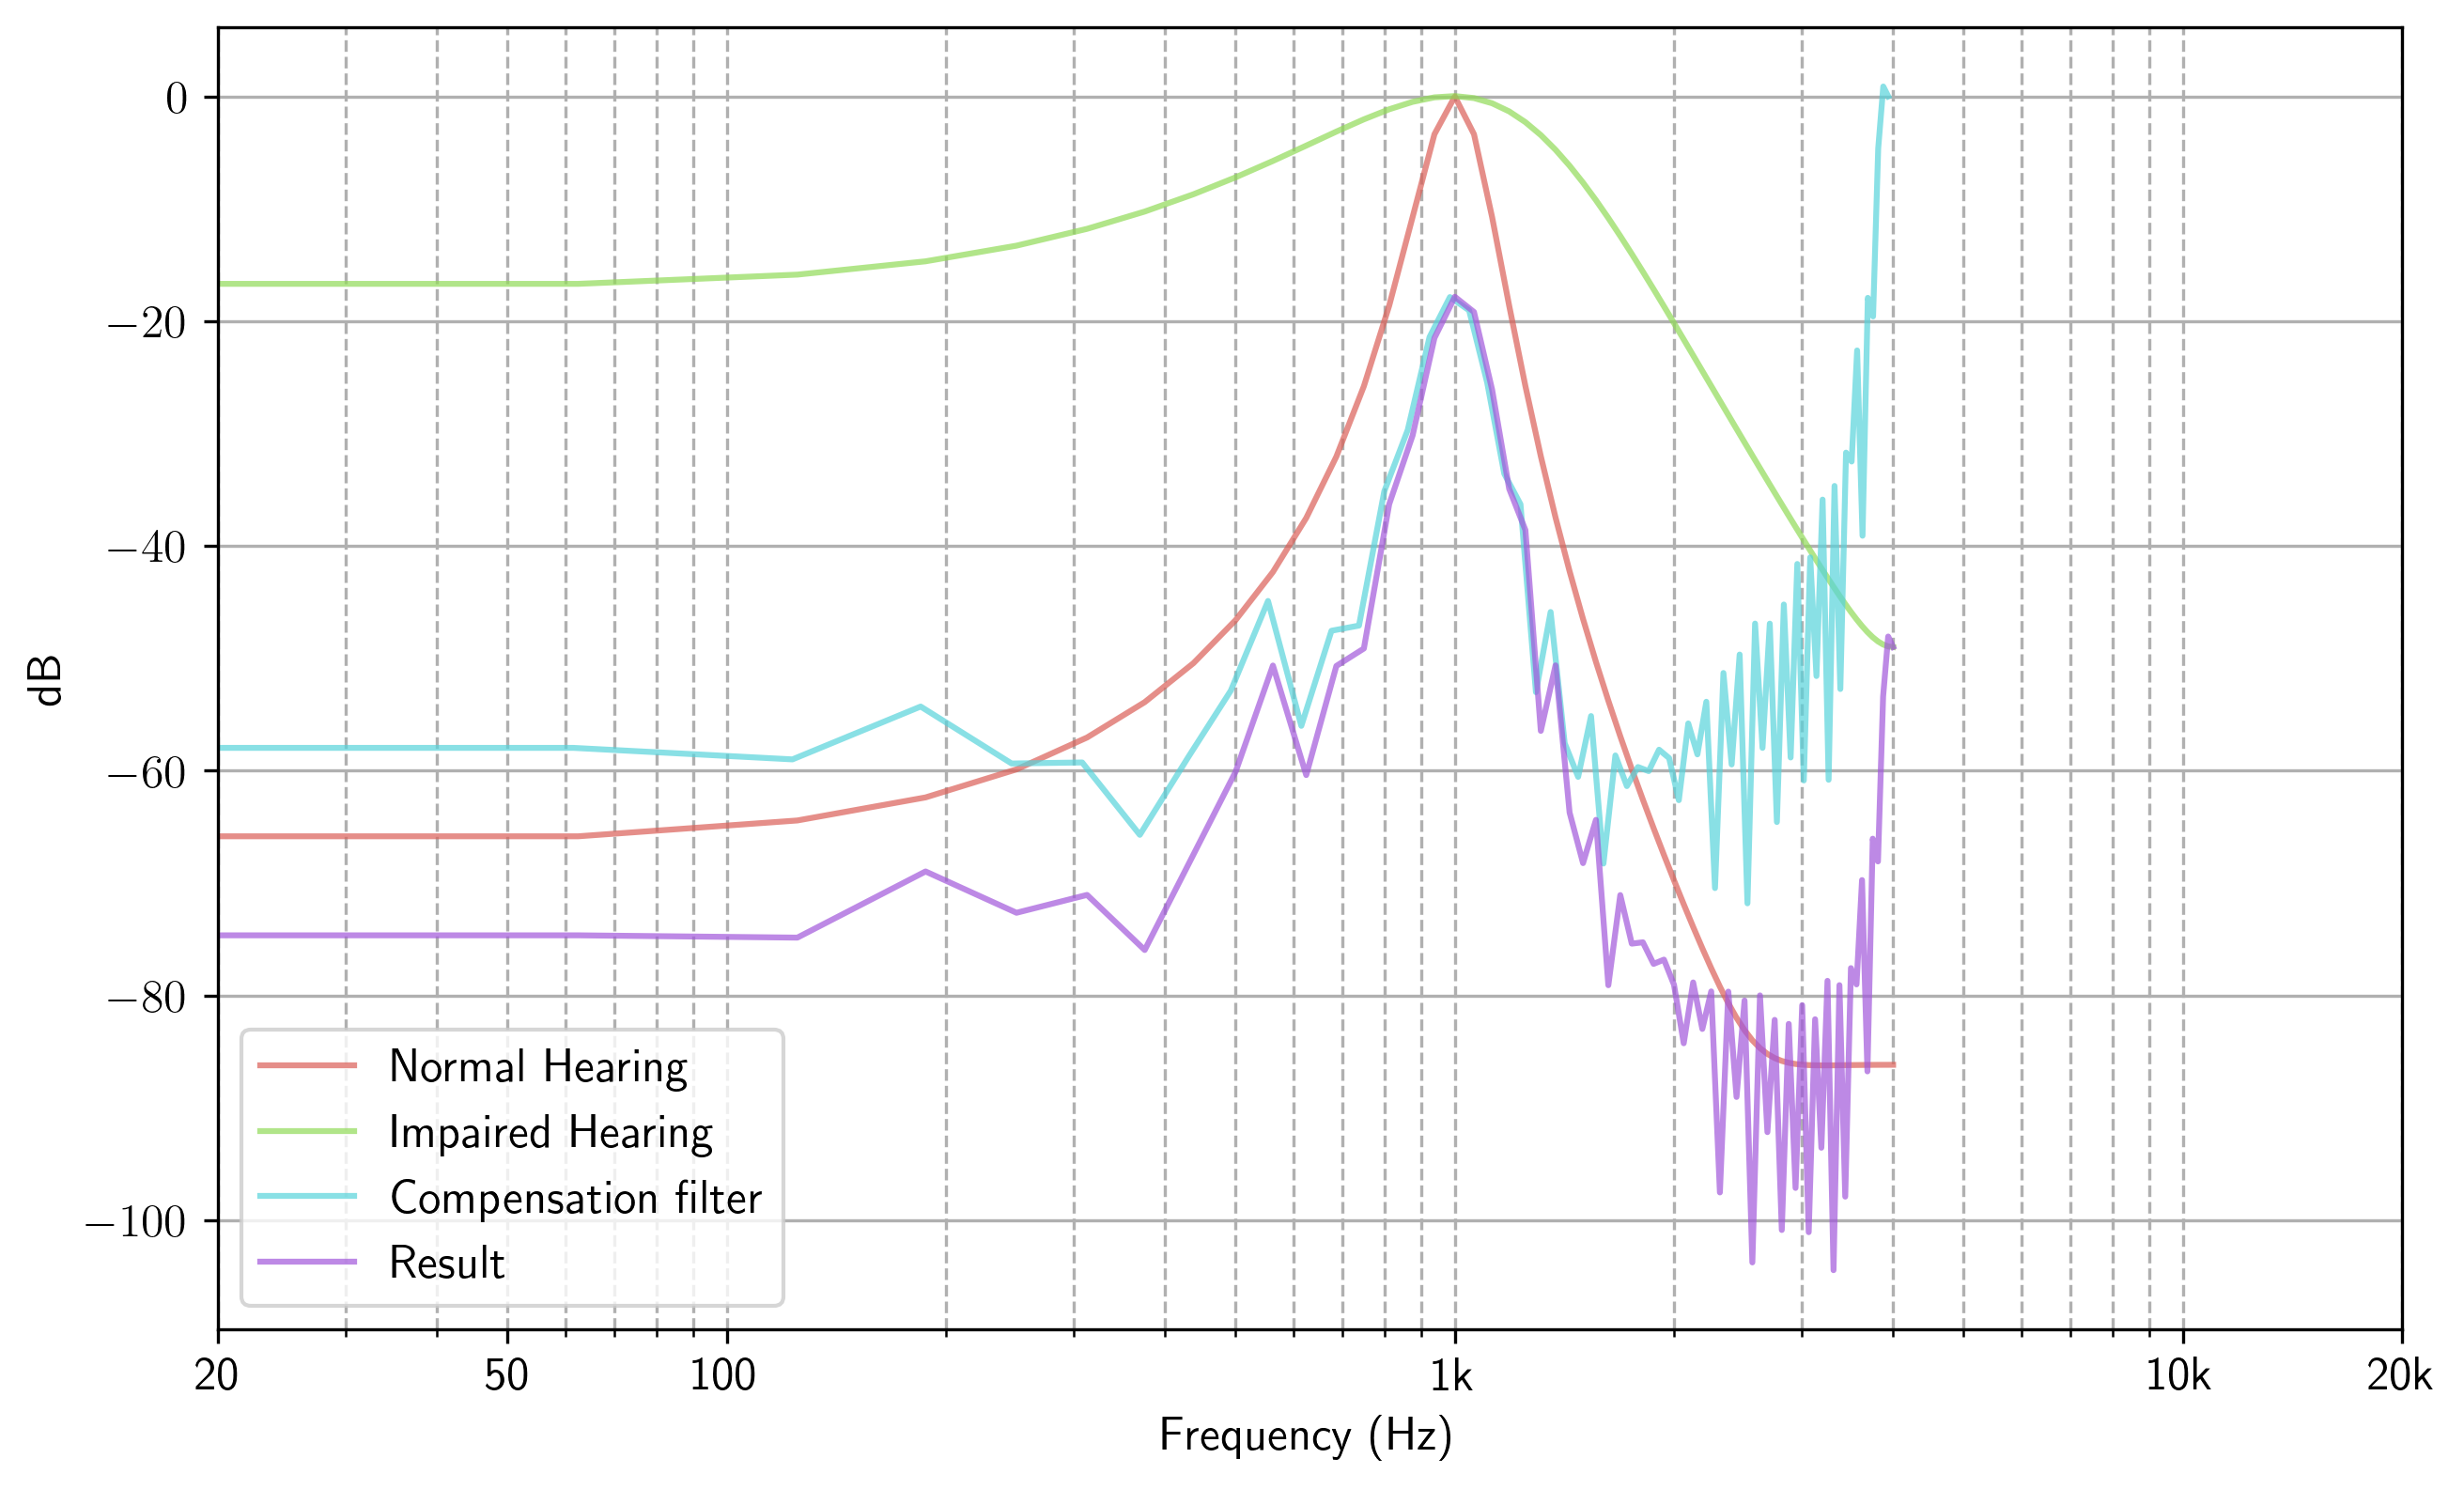 0
−20
−40
−60
−80
−100
dB
Normal Hearing
Impaired Hearing
Compensation filter
Result
20 50 100 1k 10k 20k
Frequency (Hz)